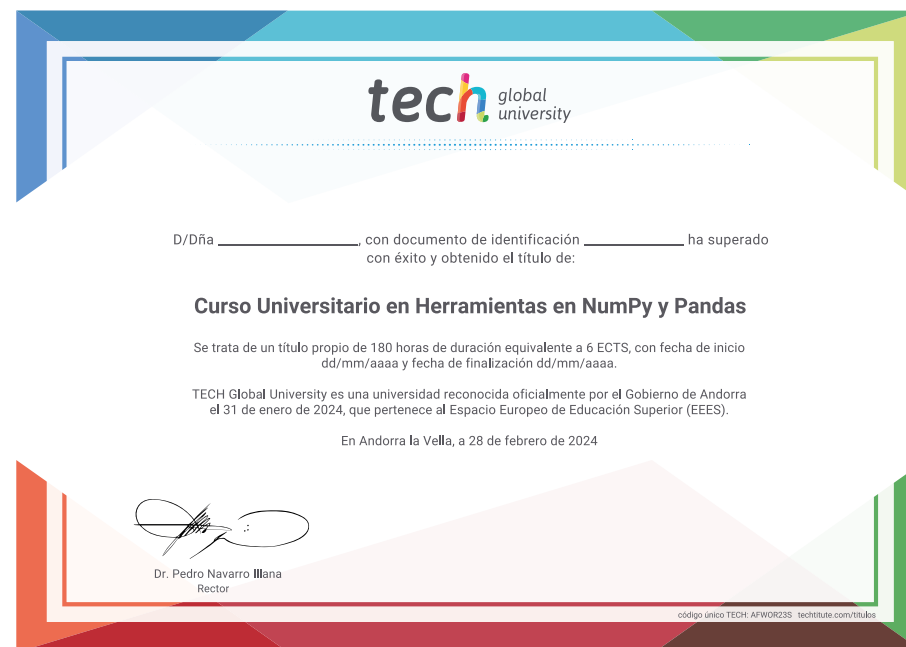 tech global university
D/Dña ______________, con documento de identificación __________ ha superado
con éxito y obtenido el título de:
Curso Universitario en Herramientas en NumPy y Pandas
Se trata de un título propio de 180 horas de duración equivalente a 6 ECTS, con fecha de inicio
dd/mm/aaaa y fecha de finalización dd/mm/aaaa.
TECH Global University es una universidad reconocida oficialmente por el Gobierno de Andorra
el 31 de enero de 2024, que pertenece al Espacio Europeo de Educación Superior (EEES).
En Andorra la Vella, a 28 de febrero de 2024
Dr. Pedro Navarro Illana
Rector
código único TECH: AFWOR23S techtitute.com/titulos